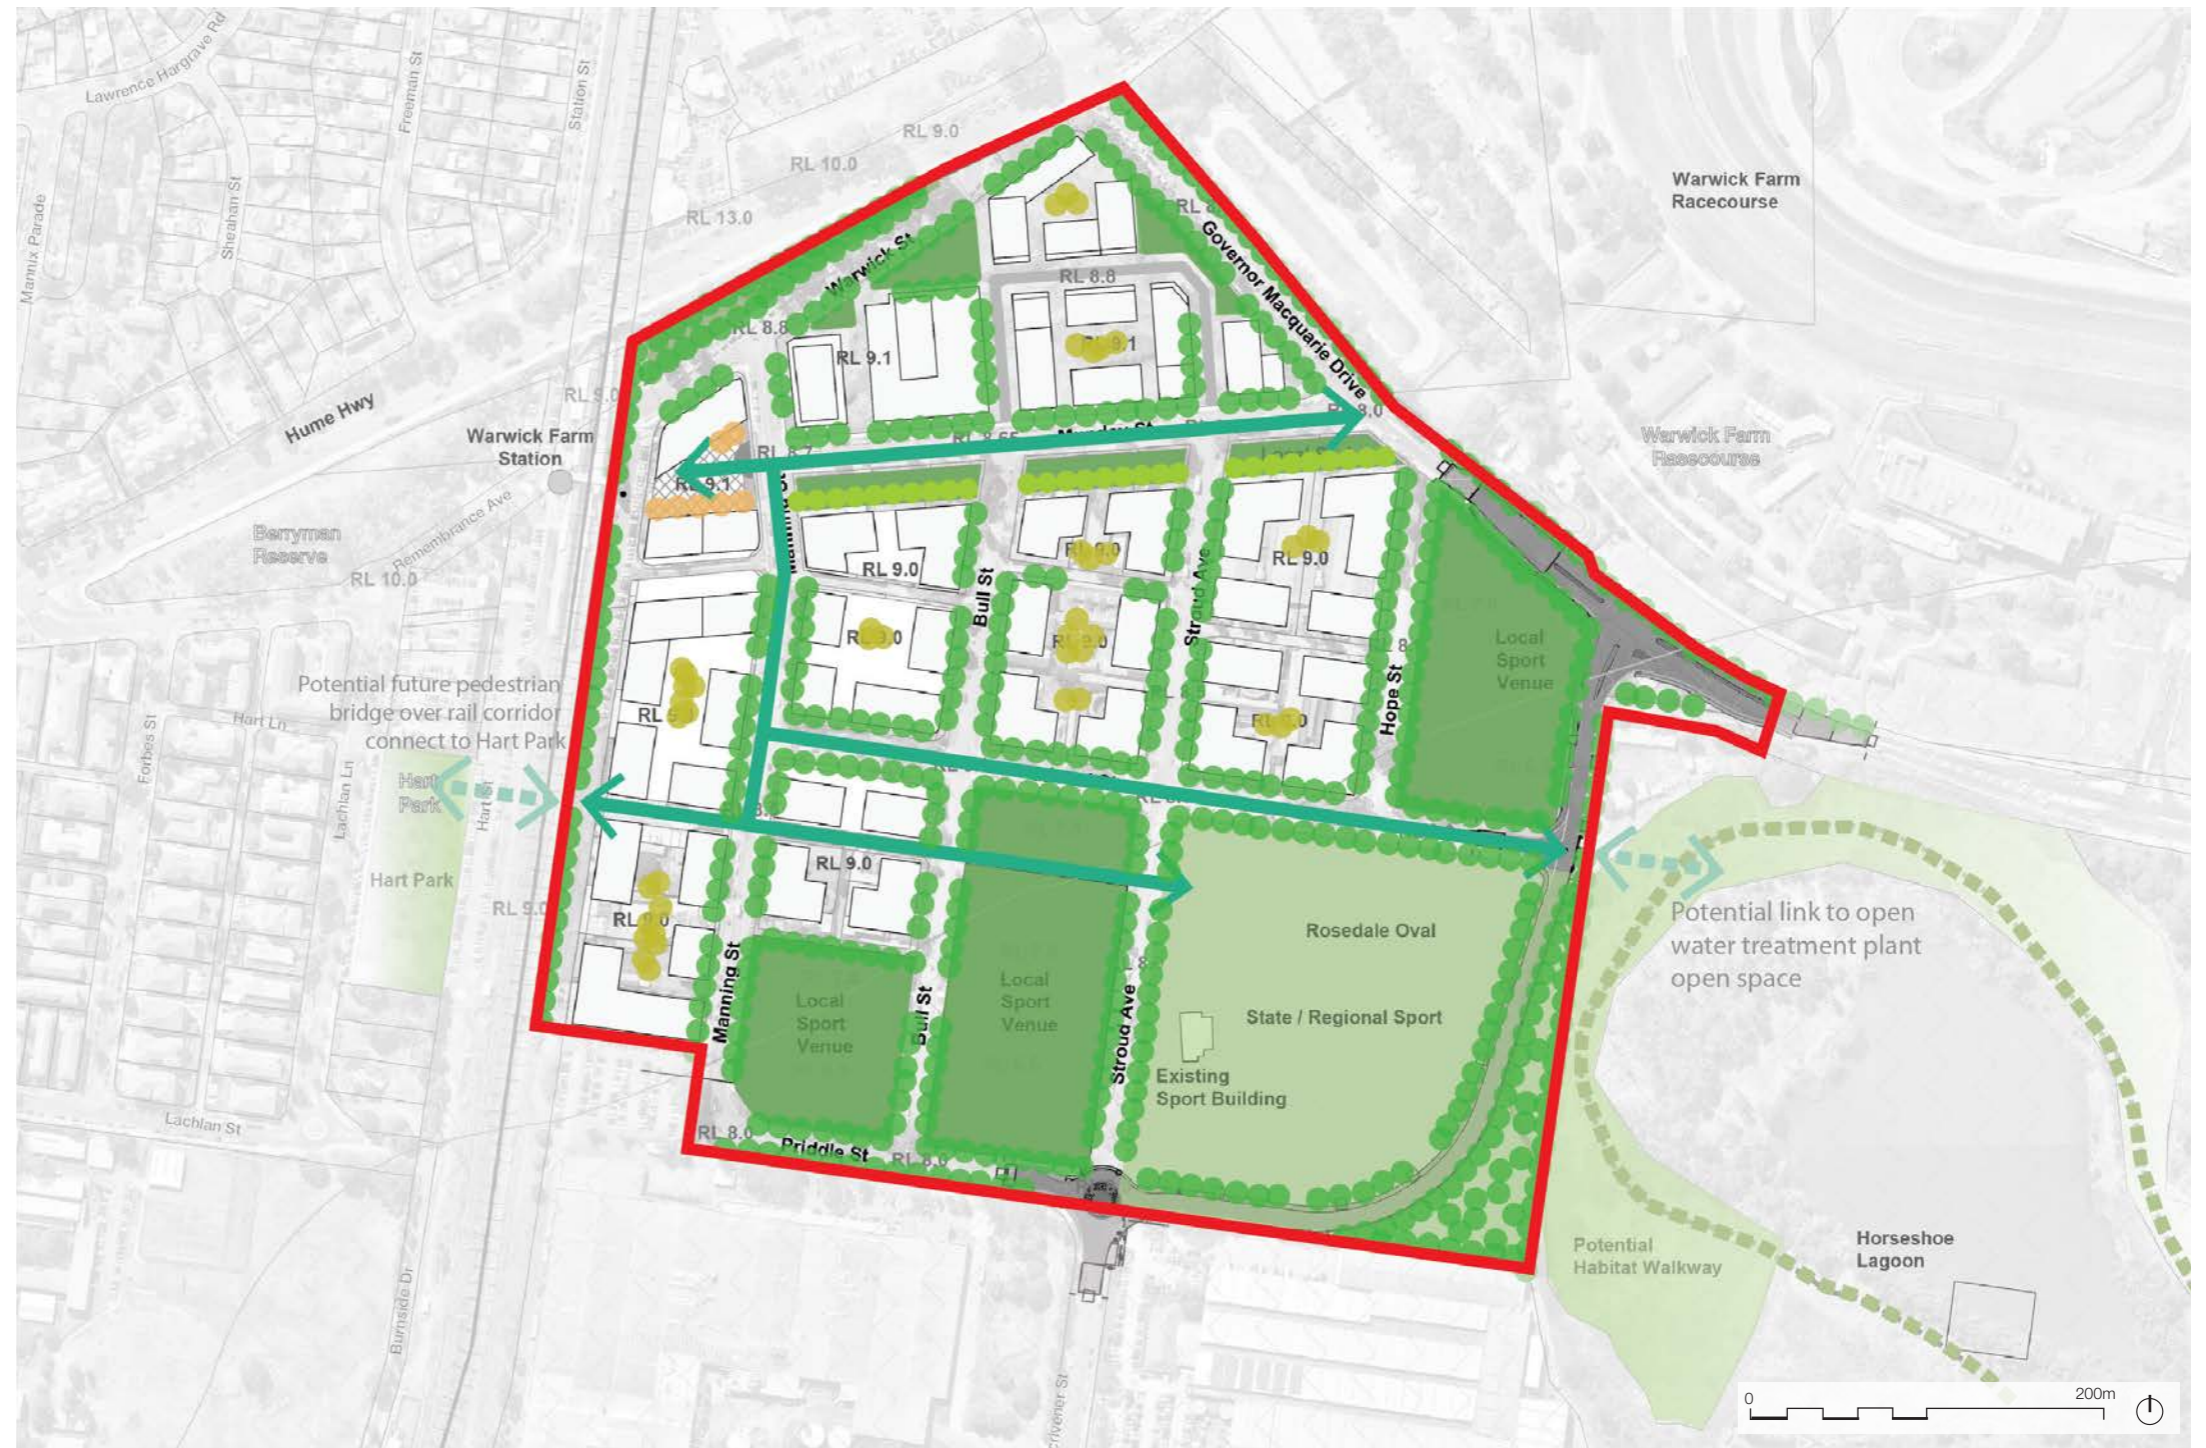 Lawrence Hargrave Rd
Freeman St
Station St
Sheahan St
Mannix Parade
RL 9.0
RL 10.0
RL 13.0
Warwick Farm
Racecourse
Warwick St
Governor Macquarie Drive
RL 8.8
RL 8.8
RL 9.1
RL 9.0
Hume Hwy
Warwick Farm
Station
RL 9.1
Warwick Farm
Racecourse
Berryman
Reserve
Remembrance Ave
RL 10.0
RL 9.0
RL 9.0
Bull St
Stroud Ave
Hope St
Local
Sport
Venue
Potential future pedestrian
bridge over rail corridor
connect to Hart Park
Forbes St
Hart Ln
Lachlan Ln
Hart St
Hart
Park
Hart Park
RL 9.0
RL 9.0
Manning St
Local
Sport
Venue
Bull St
Local
Sport
Venue
Stroud Ave
Rosedale Oval
State / Regional Sport
Existing
Sport Building
Potential link to open
water treatment plant
open space
Lachlan St
RL 8.0
Priddle St
RL 8.0
Burnside Dr
Potential
Habitat Walkway
Horseshoe
Lagoon
0
200m